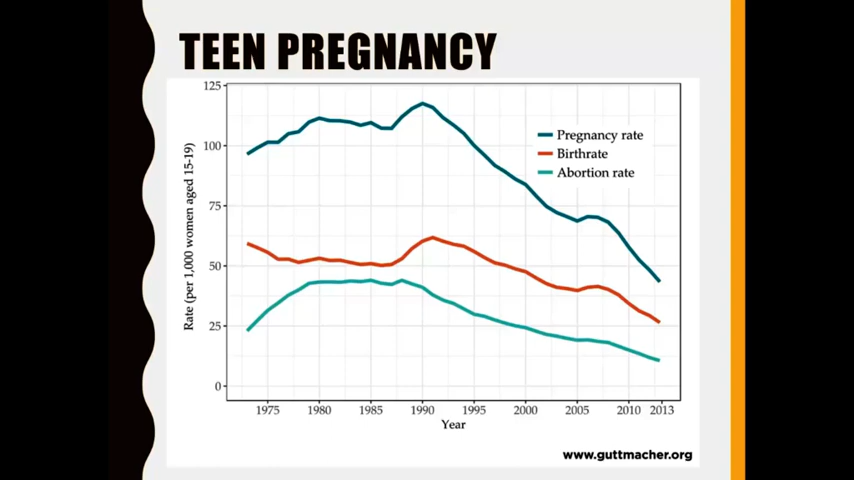 TEEN PREGNANCY
125
100
75
50
25
0
Rate (per 1,000 women aged 15-19)
Pregnancy rate
Birthrate
Abortion rate
1975 1980 1985 1990 1995 2000 2005 2010 2013
Year
www.guttmacher.org